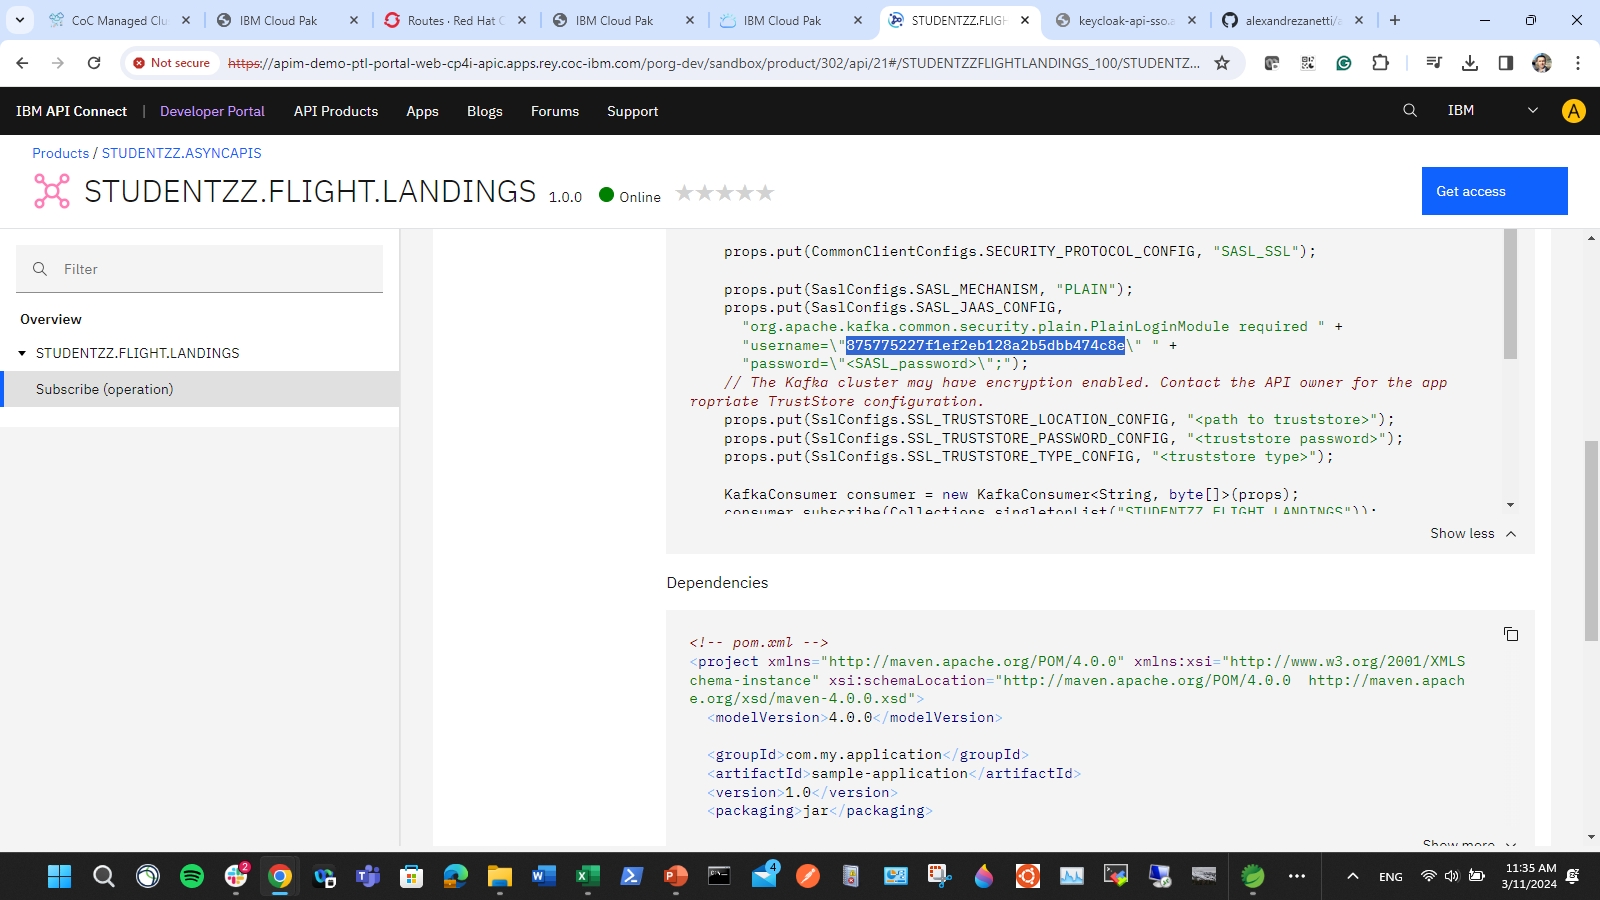 CoC Managed Clu
IBM Cloud Pak
Routes · Red Hat C
IBM Cloud Pak
IBM Cloud Pak
STUDENTZZ.FLIGH
keycloak-api-sso.a
alexandrezanetti/a
Not secure
https://apim-demo-ptl-portal-web-cp4i-apic.apps.rey.coc-ibm.com/porg-dev/sandbox/product/302/api/21#/STUDENTZZFLIGHTLANDINGS_100/STUDENTZ...
IBM API Connect | Developer Portal API Products Apps Blogs Forums Support IBM A
Products / STUDENTZZ.ASYNCAPIS
STUDENTZZ.FLIGHT.LANDINGS 1.0.0 Online
Get access
Filter
Overview
STUDENTZZ.FLIGHT.LANDINGS
Subscribe (operation)
props.put(CommonClientConfigs.SECURITY_PROTOCOL_CONFIG, "SASL_SSL");
props.put(SaslConfigs.SASL_MECHANISM, "PLAIN");
props.put(SaslConfigs.SASL_JAAS_CONFIG,
"org.apache.kafka.common.security.plain.PlainLoginModule required " +
"username=\"875775227f1ef2eb128a2b5dbb474c8e\" " +
"password=\"<SASL_password>\";");
// The Kafka cluster may have encryption enabled. Contact the API owner for the app
ropriate TrustStore configuration.
props.put(SslConfigs.SSL_TRUSTSTORE_LOCATION_CONFIG, "<path to truststore>");
props.put(SslConfigs.SSL_TRUSTSTORE_PASSWORD_CONFIG, "<truststore password>");
props.put(SslConfigs.SSL_TRUSTSTORE_TYPE_CONFIG, "<truststore type>");
KafkaConsumer consumer = new KafkaConsumer<String, byte[]>(props);
consumer.subscribe(Collections.singletonList("STUDENTZZ.FLIGHT.LANDINGS"));
Show less
Dependencies
<!-- pom.xml -->
<project xmlns="http://maven.apache.org/POM/4.0.0" xmlns:xsi="http://www.w3.org/2001/XMLS
chema-instance" xsi:schemaLocation="http://maven.apache.org/POM/4.0.0  http://maven.apach
e.org/xsd/maven-4.0.0.xsd">
<modelVersion>4.0.0</modelVersion>
<groupId>com.my.application</groupId>
<artifactId>sample-application</artifactId>
<version>1.0</version>
<packaging>jar</packaging>
Show more
2
4
ENG
11:35 AM
3/11/2024